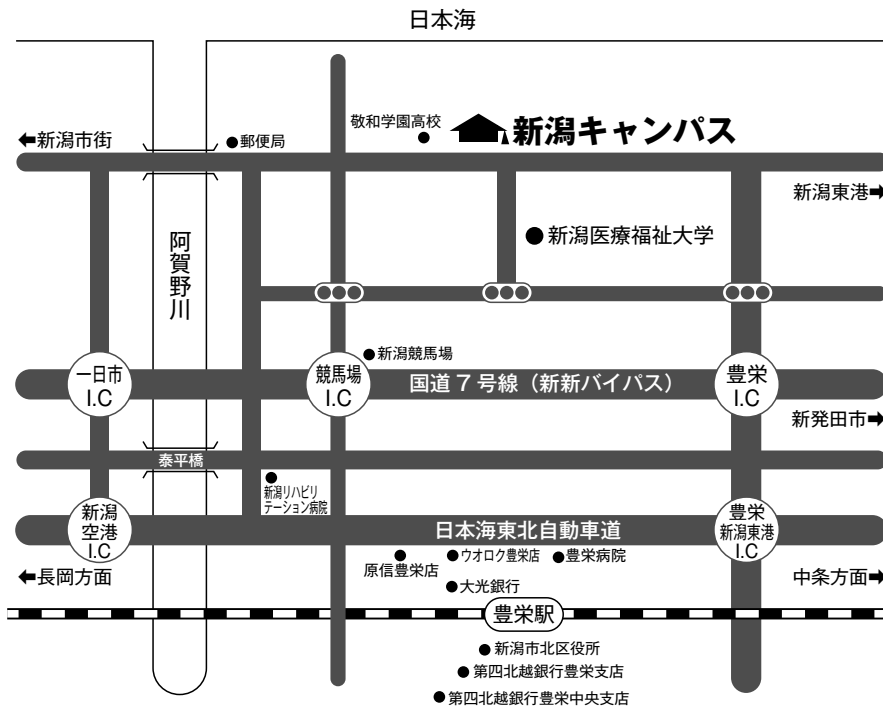 日本海
敬和学園高校
新潟キャンパス
←新潟市街
郵便局
新潟東港→
阿賀野川
新潟医療福祉大学
新潟競馬場
一日市
I.C
競馬場
I.C
国道7号線（新新バイパス）
豊栄
I.C
新発田市→
泰平橋
新潟リハビリ
テーション病院
新潟
空港
I.C
日本海東北自動車道
豊栄
新潟東港
I.C
ウオロク豊栄店
豊栄病院
原信豊栄店
←長岡方面
中条方面→
大光銀行
豊栄駅
新潟市北区役所
第四北越銀行豊栄支店
第四北越銀行豊栄中央支店